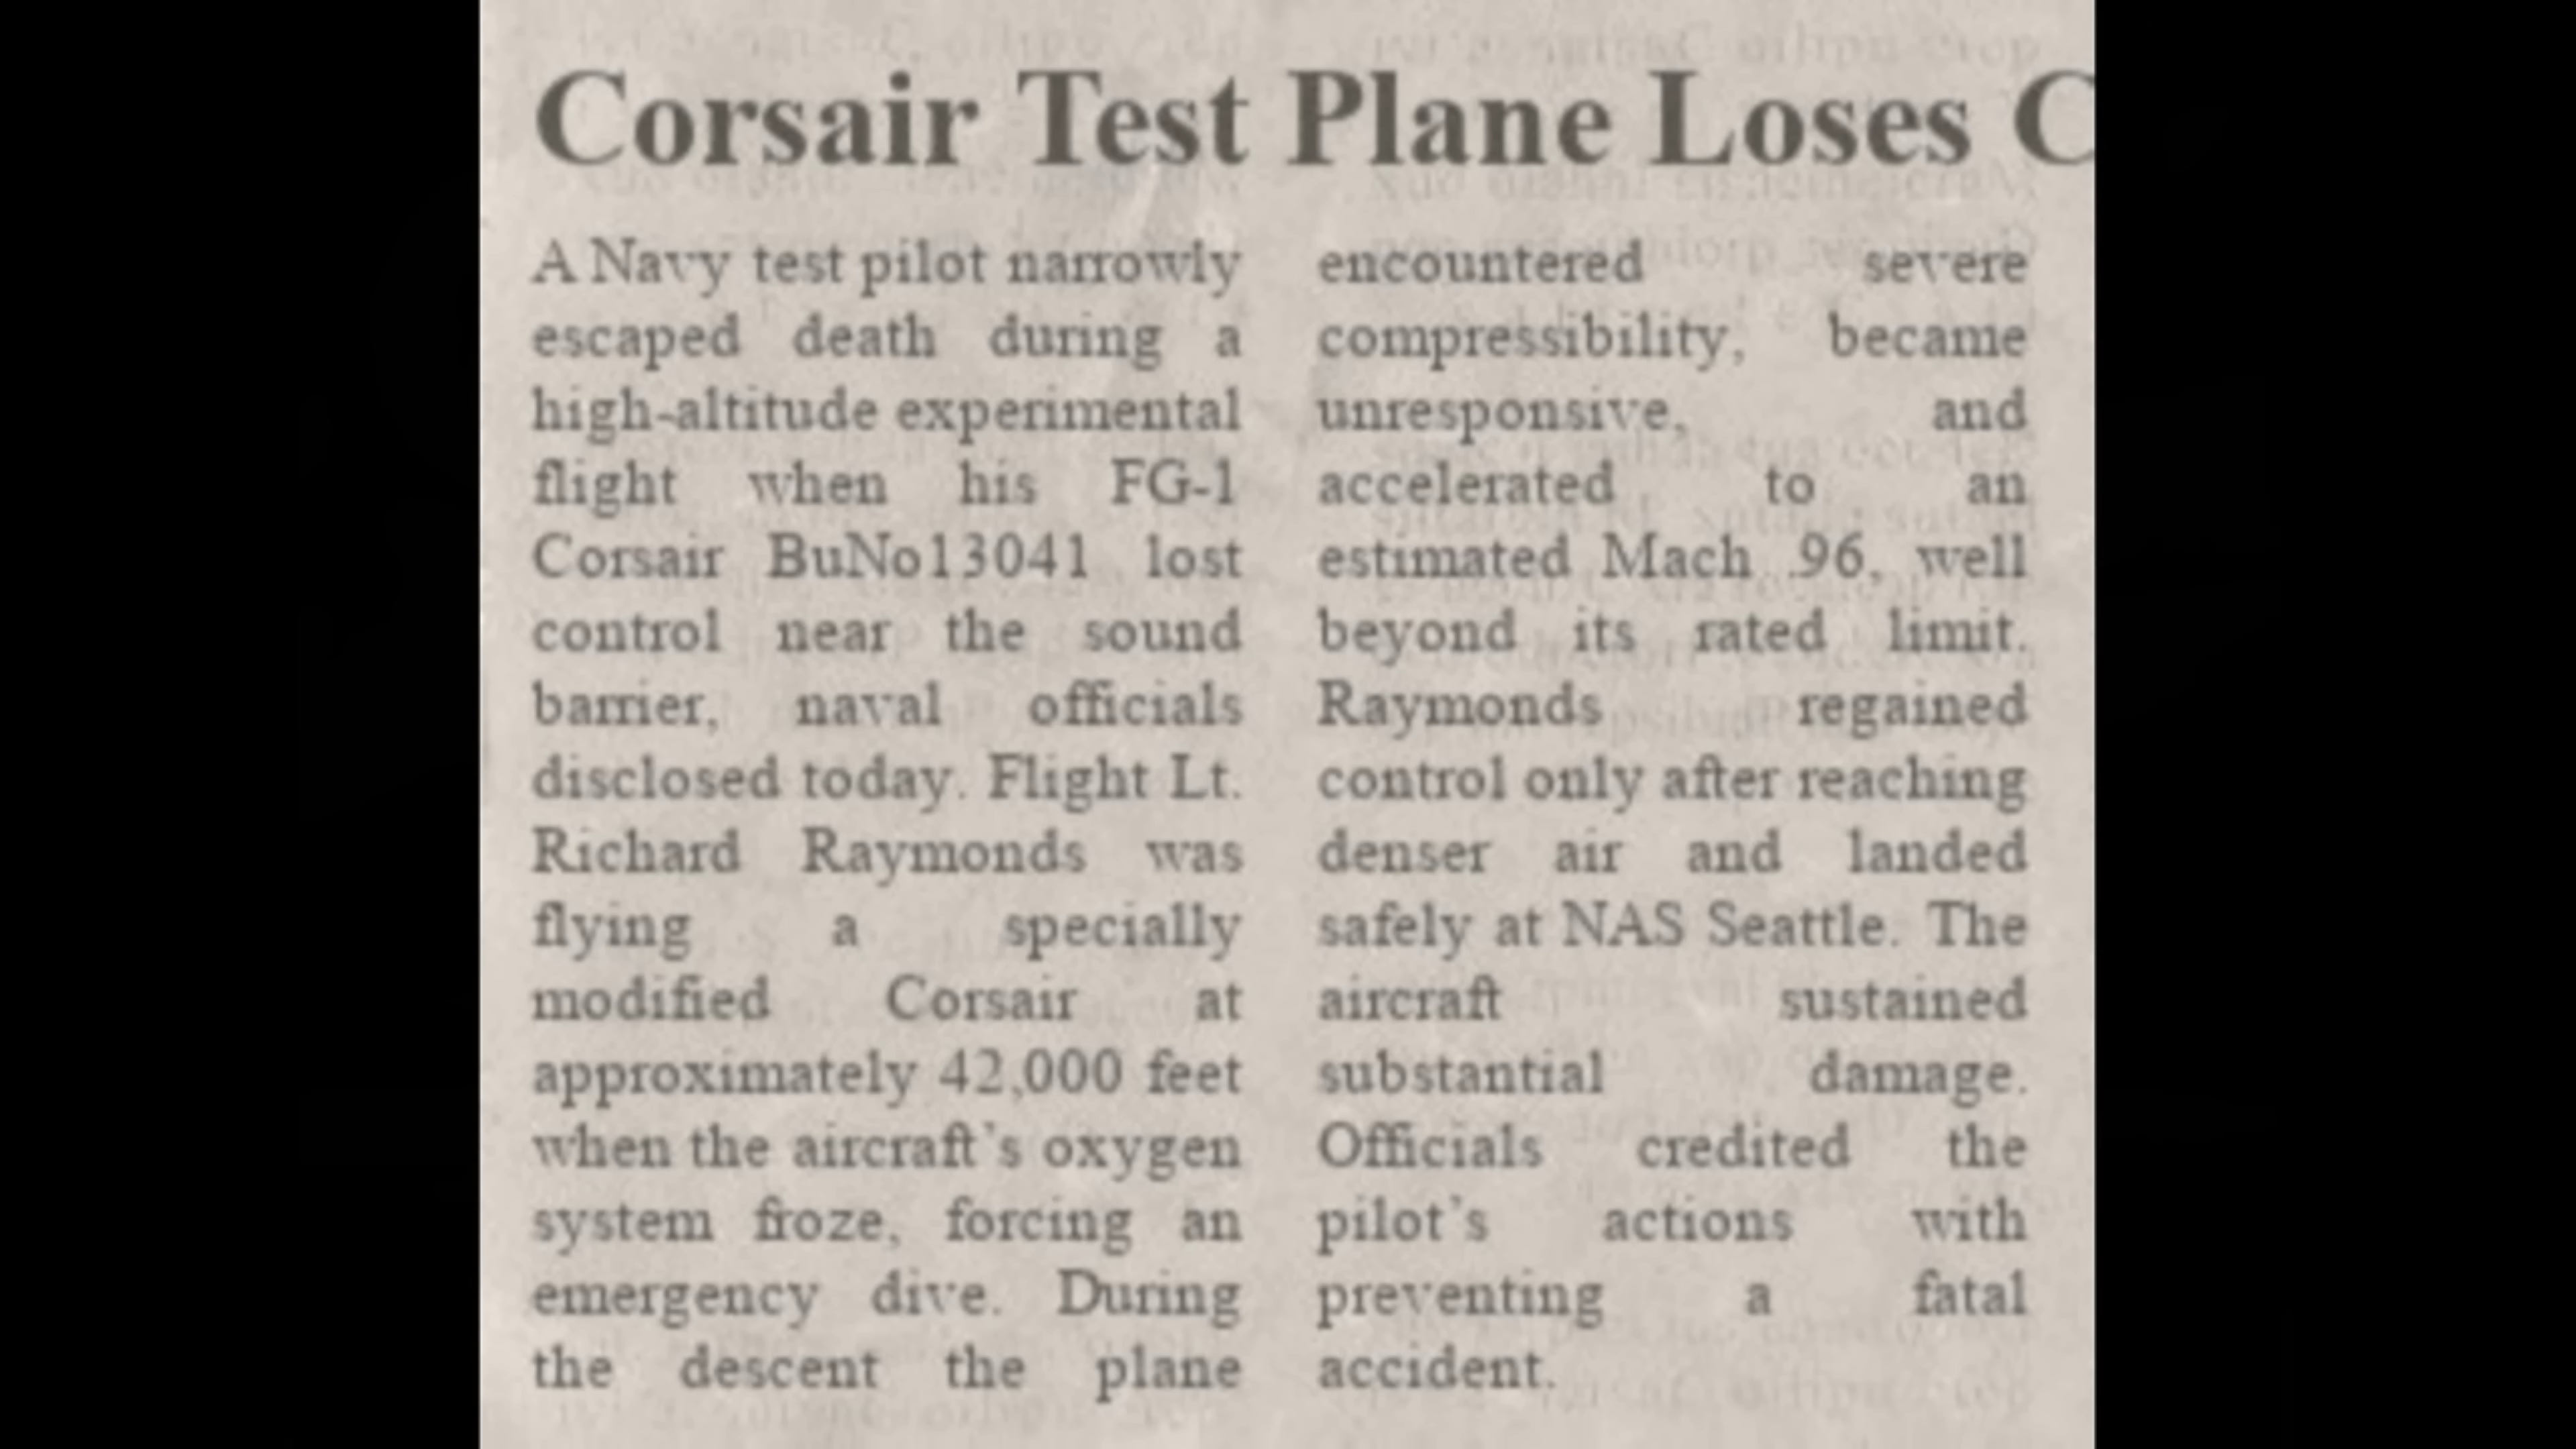 Corsair Test Plane Loses C
A Navy test pilot narrowly
escaped death during a
high-altitude experimental
flight when his FG-1
Corsair BuNo13041 lost
control near the sound
barrier, naval officials
disclosed today. Flight Lt.
Richard Raymonds was
flying a specially
modified Corsair at
approximately 42,000 feet
when the aircraft's oxygen
system froze, forcing an
emergency dive. During
the descent the plane
encountered severe
compressibility, became
unresponsive, and
accelerated to an
estimated Mach .96, well
beyond its rated limit.
Raymonds regained
control only after reaching
denser air and landed
safely at NAS Seattle. The
aircraft sustained
substantial damage.
Officials credited the
pilot's actions with
preventing a fatal
accident.